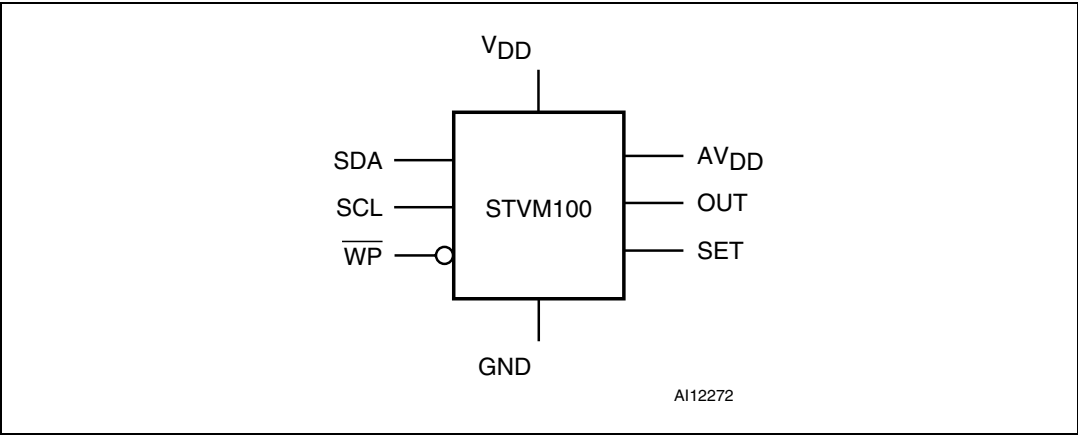 VDD
SDA
SCL
WP
STVM100
AVDD
OUT
SET
GND
AI12272